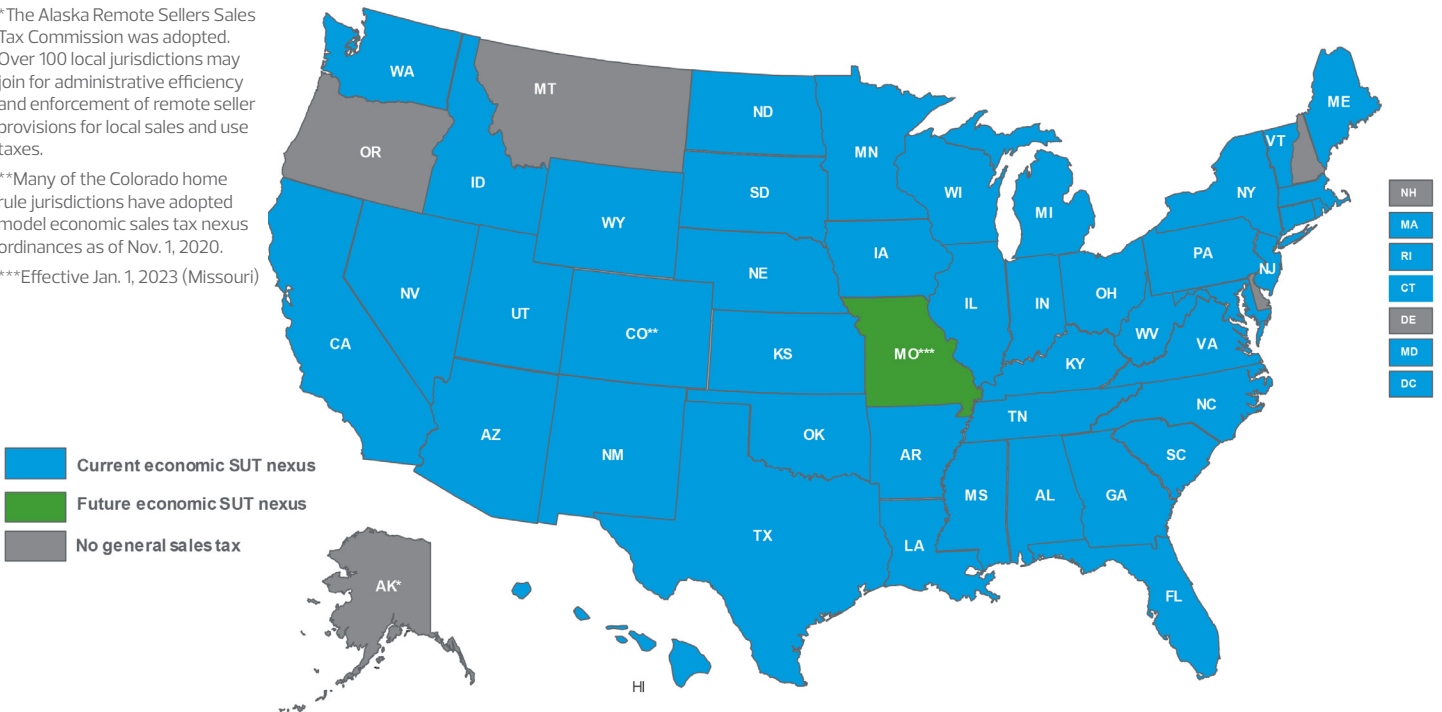 *The Alaska Remote Sellers Sales
Tax Commission was adopted.
Over 100 local jurisdictions may
join for administrative efficiency
and enforcement of remote seller
provisions for local sales and use
taxes.
**Many of the Colorado home
rule jurisdictions have adopted
model economic sales tax nexus
ordinances as of Nov. 1, 2020.
***Effective Jan. 1, 2023 (Missouri)
WA
MT
ND
MN
ME
VT
OR
ID
SD
WI
MI
NY
WY
IA
PA
NE
NJ
NV
UT
CO**
IL
IN
OH
CA
KS
MO***
WV
VA
KY
AZ
NM
OK
AR
TN
NC
SC
MS
AL
GA
TX
LA
FL
AK*
HI
NH
MA
RI
CT
DE
MD
DC
Current economic SUT nexus
Future economic SUT nexus
No general sales tax